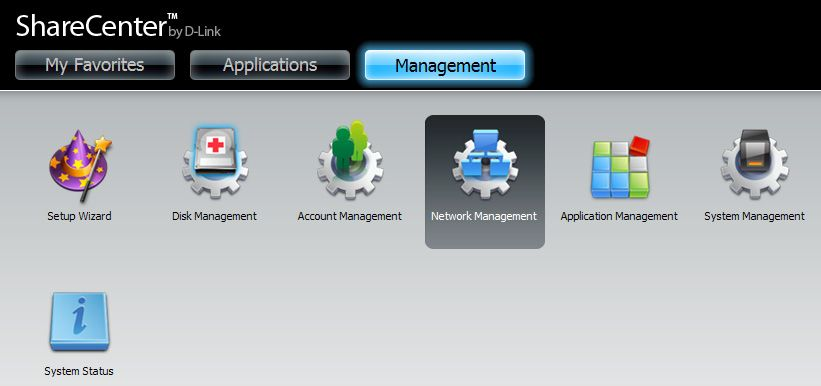 ShareCenter™ by D-Link
My Favorites Applications Management
Setup Wizard Disk Management Account Management Network Management Application Management System Management
System Status